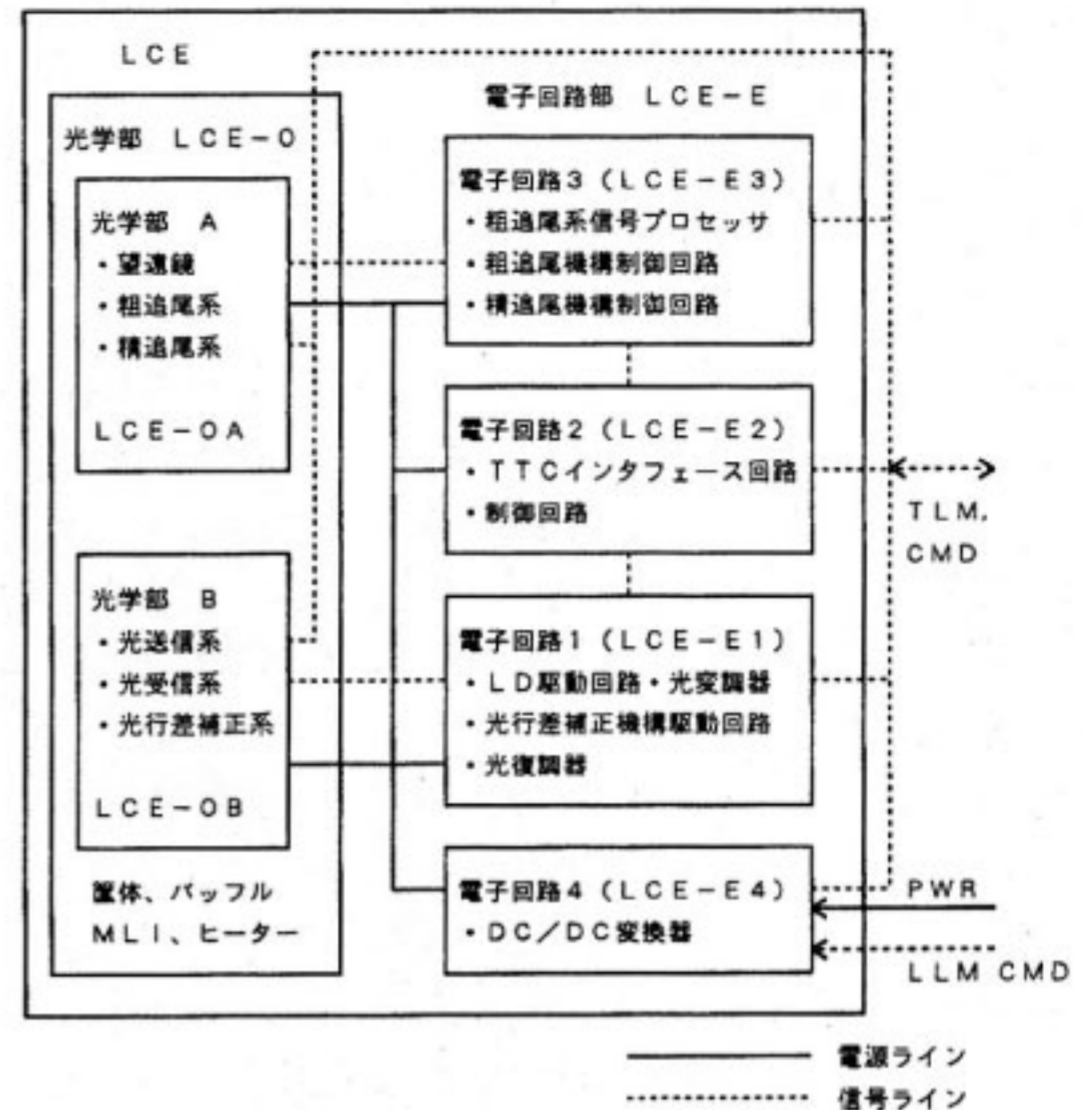 LCE
電子回路部 LCE-E
光学部 LCE-O
光学部 A
・望遠鏡
・粗追尾系
・精追尾系
LCE-OA
電子回路3(LCE-E3)
・粗追尾系信号プロセッサ
・粗追尾機構制御回路
・精追尾機構制御回路
電子回路2(LCE-E2)
・TTCインタフェース回路
・制御回路
TLM.
CMD
光学部 B
・光送信系
・光受信系
・光行差補正系
LCE-OB
電子回路1(LCE-E1)
・LD駆動回路・光変調器
・光行差補正機構駆動回路
・光復調器
筐体、バッフル
MLI、ヒーター
電子回路4(LCE-E4)
・DC/DC変換器
PWR
LLM CMD
電源ライン
信号ライン